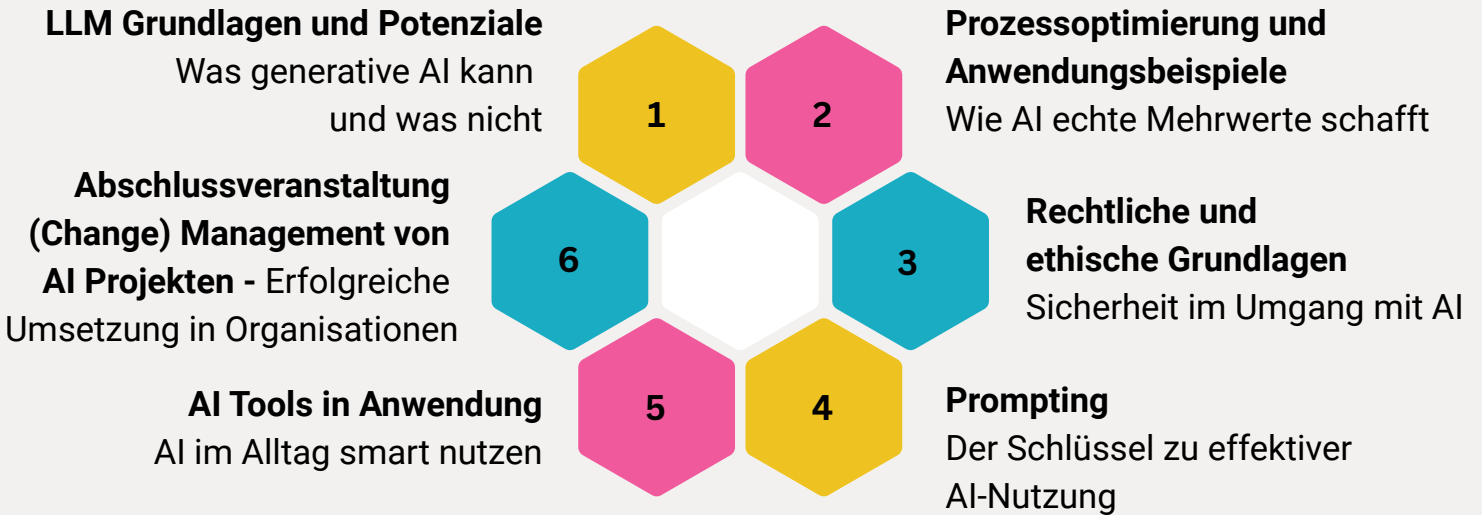 LLM Grundlagen und Potenziale
Was generative AI kann
und was nicht
1
2
Prozessoptimierung und
Anwendungsbeispiele
Wie AI echte Mehrwerte schafft
Abschlussveranstaltung
(Change) Management von
AI Projekten - Erfolgreiche
Umsetzung in Organisationen
6
3
Rechtliche und
ethische Grundlagen
Sicherheit im Umgang mit AI
AI Tools in Anwendung
AI im Alltag smart nutzen
5
4
Prompting
Der Schlüssel zu effektiver
AI-Nutzung